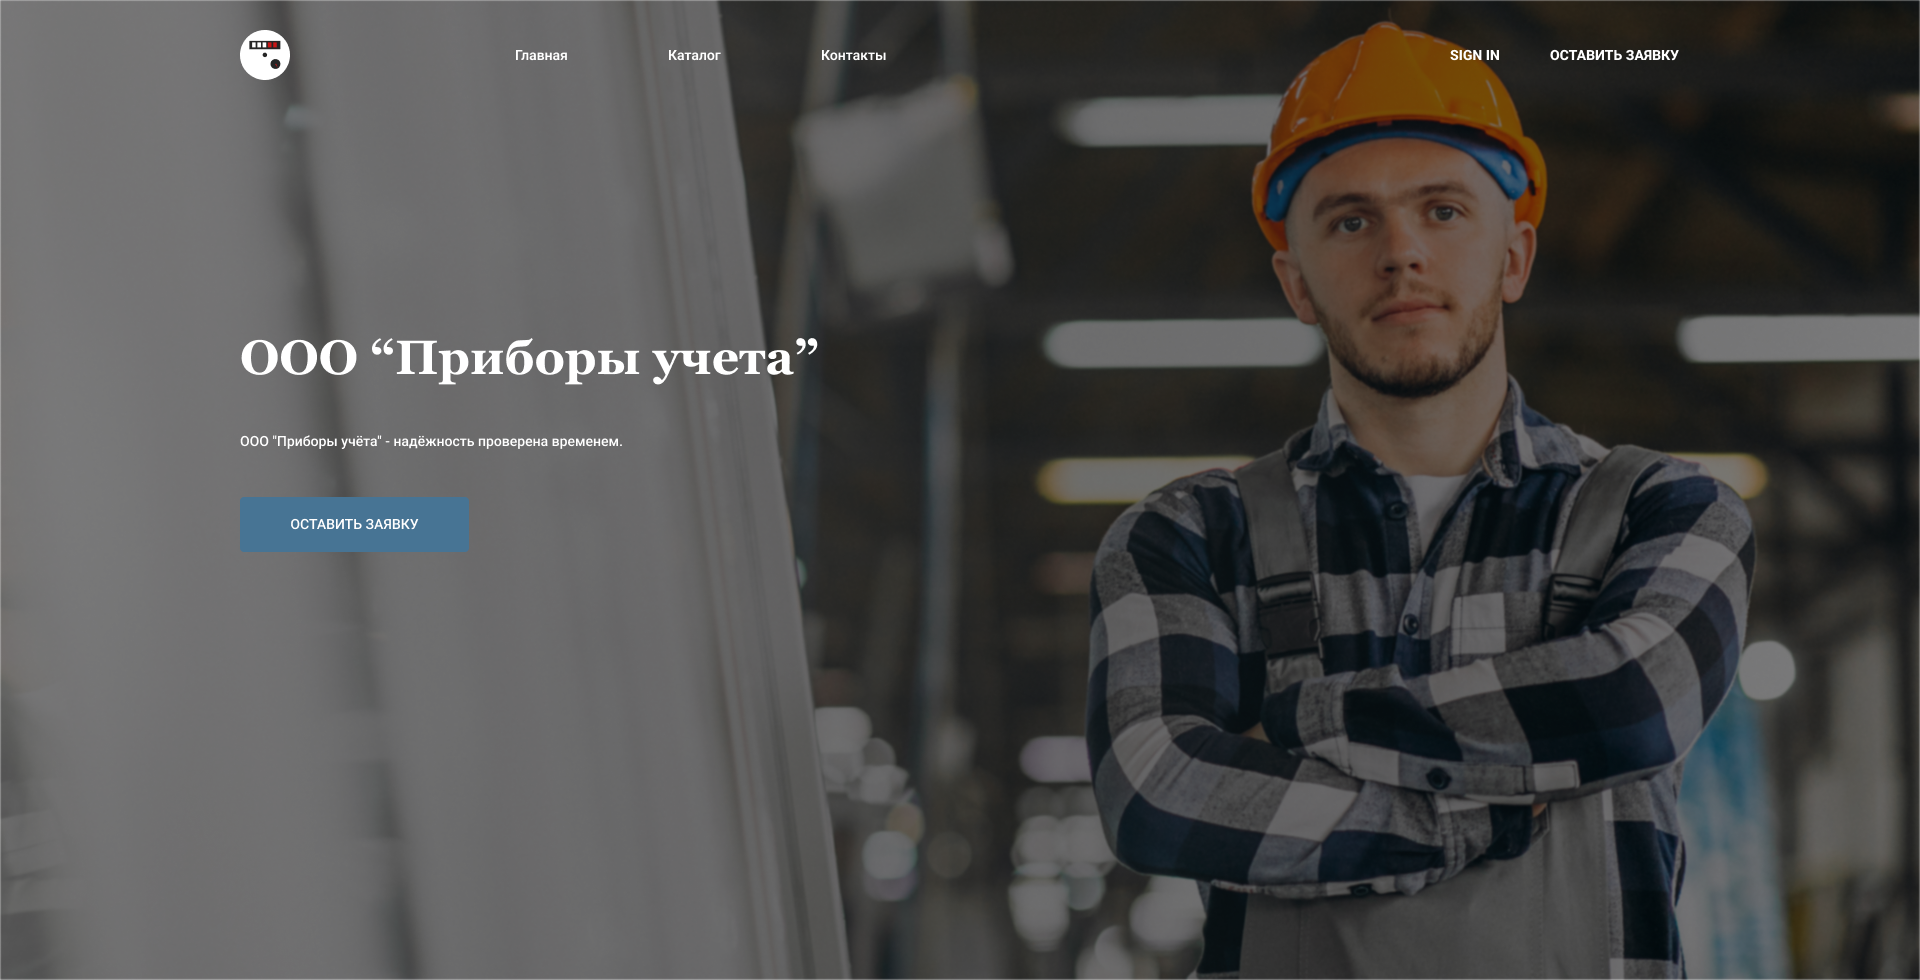 Главная
Каталог
Контакты
SIGN IN
ОСТАВИТЬ ЗАЯВКУ
ООО “Приборы учета”
ООО "Приборы учёта" - надёжность проверена временем.
ОСТАВИТЬ ЗАЯВКУ